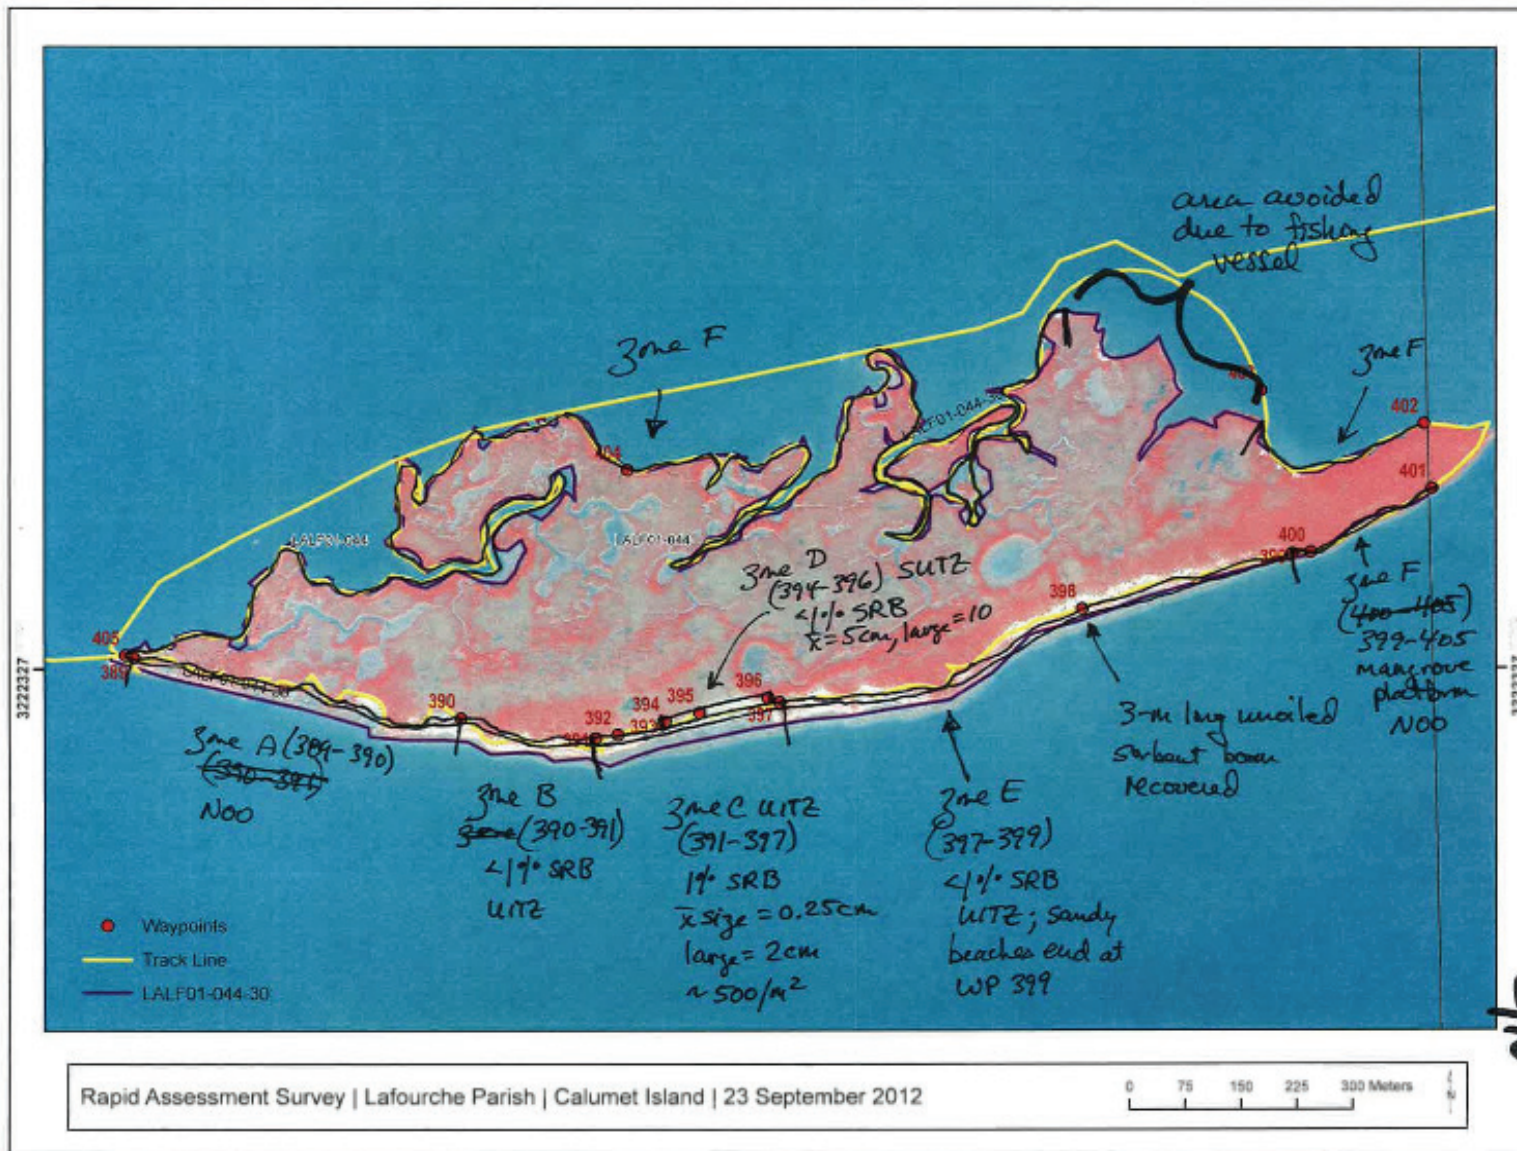 area avoided
due to fishing
vessel
zone F
zone F
402
401
LALF01-044-30
LALF01-044
LALF01-044
zone D
(394-396) SUTZ
<1% SRB
x̄=5cm, large=10
400
398
zone F
(400-405)
399-405
mangrove
platform
NOO
405
389
3222327
396
395
394
393
397
390
392
3-m long unoiled
sorbent boom
recovered
zone A (389-390)
(390-391)
NOO
zone B
zone (390-391)
<1% SRB
UITZ
zone C UITZ
(391-397)
1% SRB
x̄ size = 0.25cm
large = 2cm
~ 500/m²
zone E
(397-399)
<1% SRB
UITZ; sandy
beaches end at
WP 399
Waypoints
Track Line
LALF01-044-30
Rapid Assessment Survey | Lafourche Parish | Calumet Island | 23 September 2012
0 75 150 225 300 Meters
N